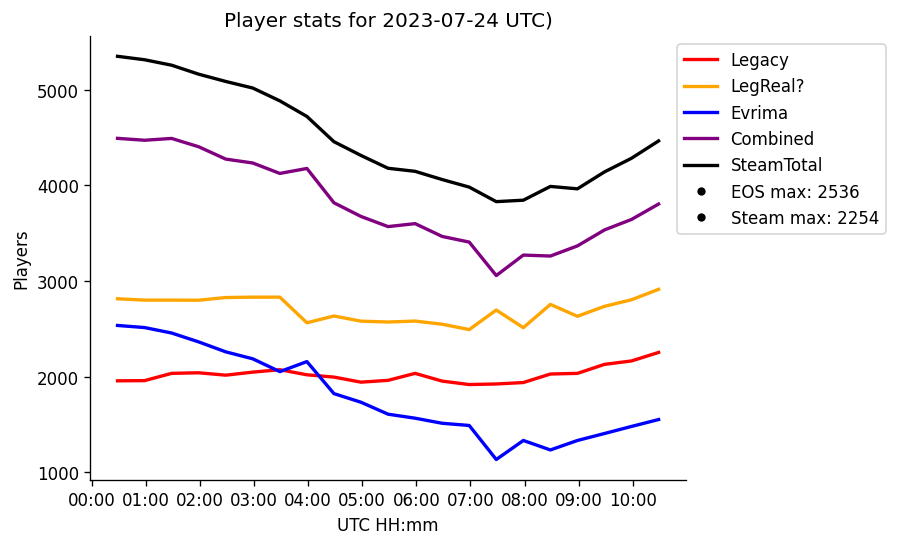 Player stats for 2023-07-24 UTC)
Legacy
LegReal?
Evrima
Combined
SteamTotal
EOS max: 2536
Steam max: 2254
Players
5000
4000
3000
2000
1000
00:00 01:00 02:00 03:00 04:00 05:00 06:00 07:00 08:00 09:00 10:00
UTC HH:mm